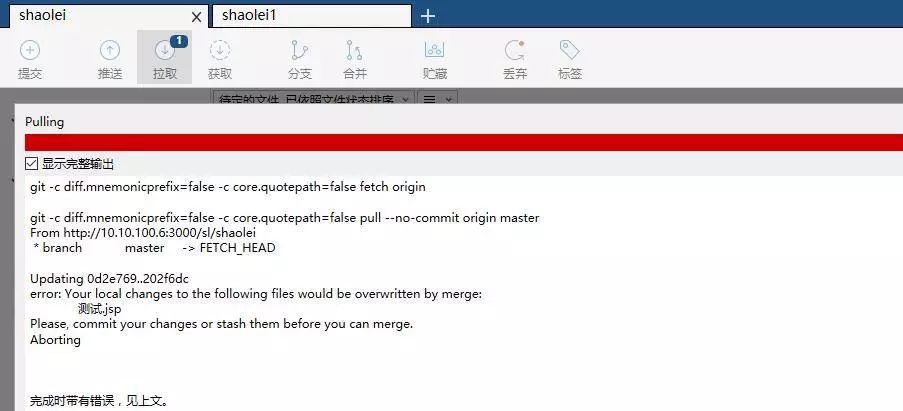 shaolei
shaolei1
提交
推送
拉取
1
获取
分支
合并
贮藏
丢弃
标签
待定的文件, 已依照文件状态排序
Pulling
显示完整输出
git -c diff.mnemonicprefix=false -c core.quotepath=false fetch origin
git -c diff.mnemonicprefix=false -c core.quotepath=false pull --no-commit origin master
From http://10.10.100.6:3000/sl/shaolei
* branch master -> FETCH_HEAD
Updating 0d2e769..202f6dc
error: Your local changes to the following files would be overwritten by merge:
测试.jsp
Please, commit your changes or stash them before you can merge.
Aborting
完成时带有错误，见上文。